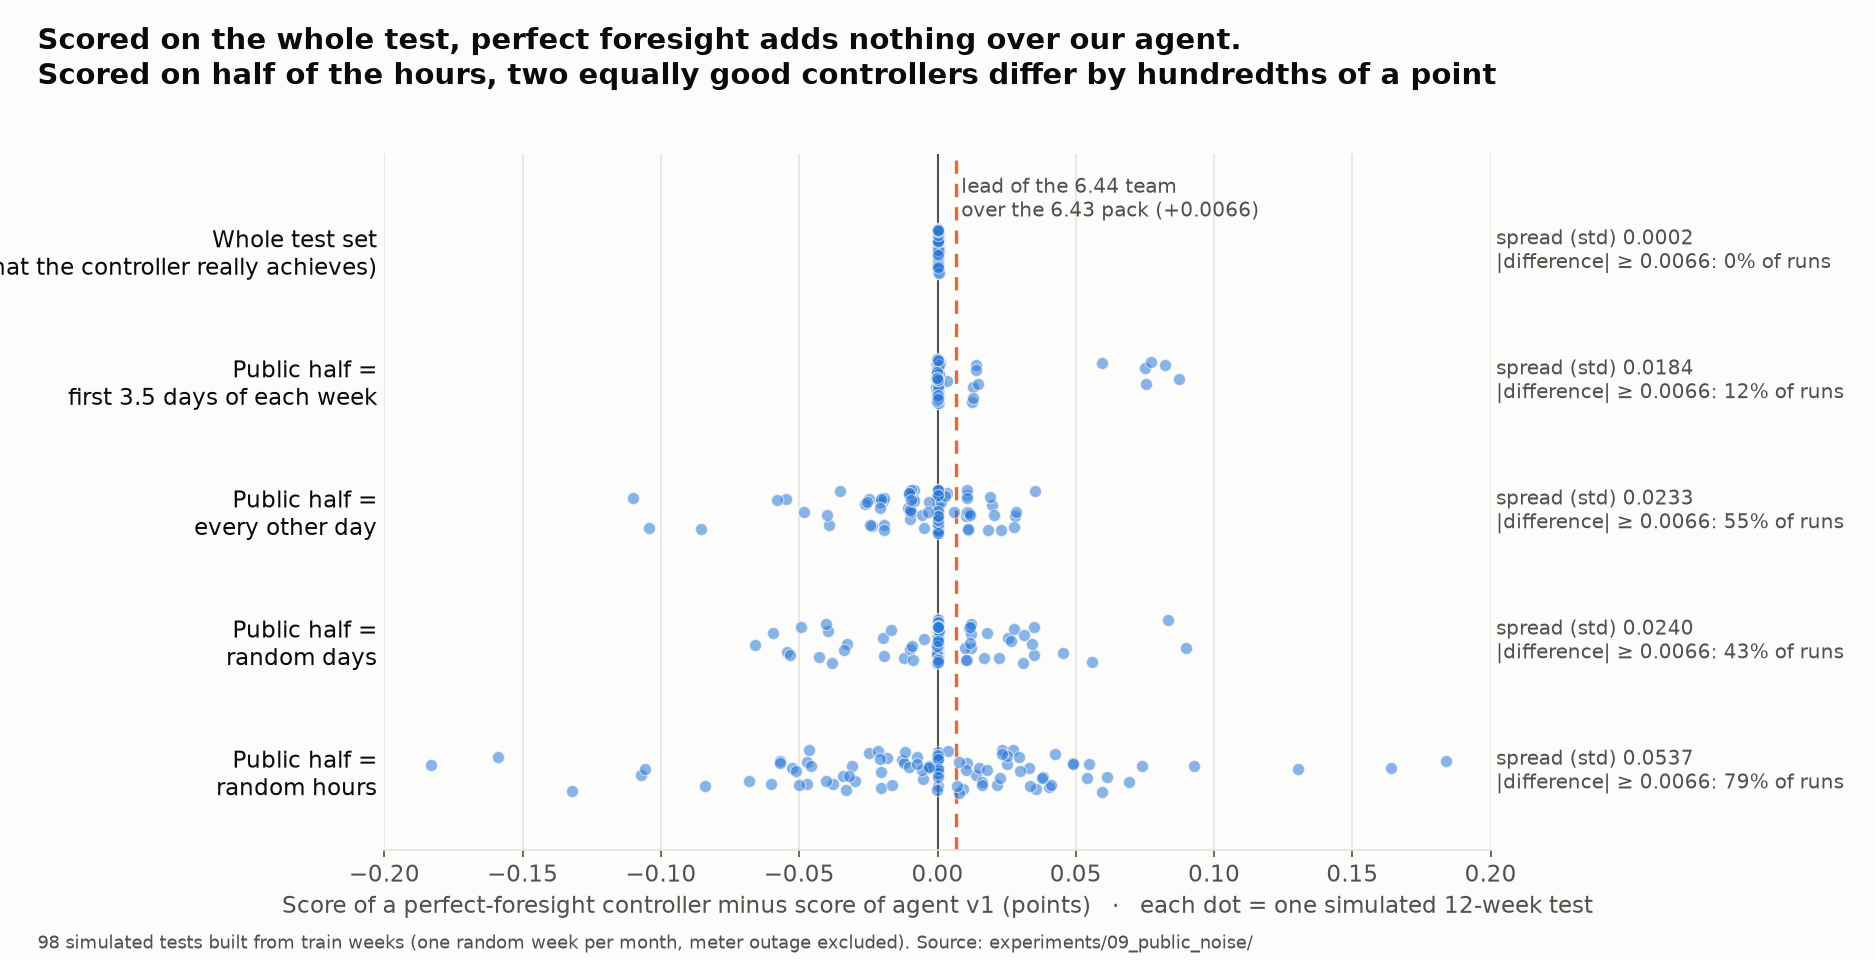 Scored on the whole test, perfect foresight adds nothing over our agent.
Scored on half of the hours, two equally good controllers differ by hundredths of a point
lead of the 6.44 team
over the 6.43 pack (+0.0066)
Whole test set
the controller really achieves)
spread (std) 0.0002
|difference| ≥ 0.0066: 0% of runs
Public half =
first 3.5 days of each week
spread (std) 0.0184
|difference| ≥ 0.0066: 12% of runs
Public half =
every other day
spread (std) 0.0233
|difference| ≥ 0.0066: 55% of runs
Public half =
random days
spread (std) 0.0240
|difference| ≥ 0.0066: 43% of runs
Public half =
random hours
spread (std) 0.0537
|difference| ≥ 0.0066: 79% of runs
−0.20 −0.15 −0.10 −0.05 0.00 0.05 0.10 0.15 0.20
Score of a perfect-foresight controller minus score of agent v1 (points) · each dot = one simulated 12-week test
98 simulated tests built from train weeks (one random week per month, meter outage excluded). Source: experiments/09_public_noise/